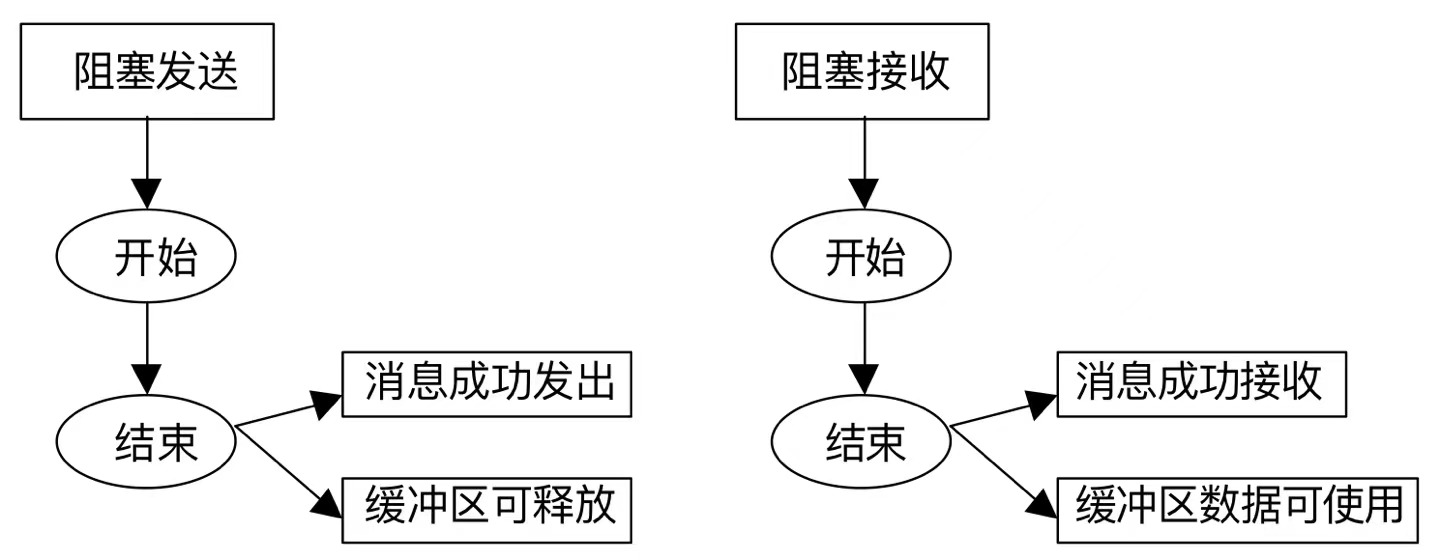 阻塞发送
阻塞接收
开始
开始
消息成功发出
消息成功接收
结束
结束
缓冲区可释放
缓冲区数据可使用